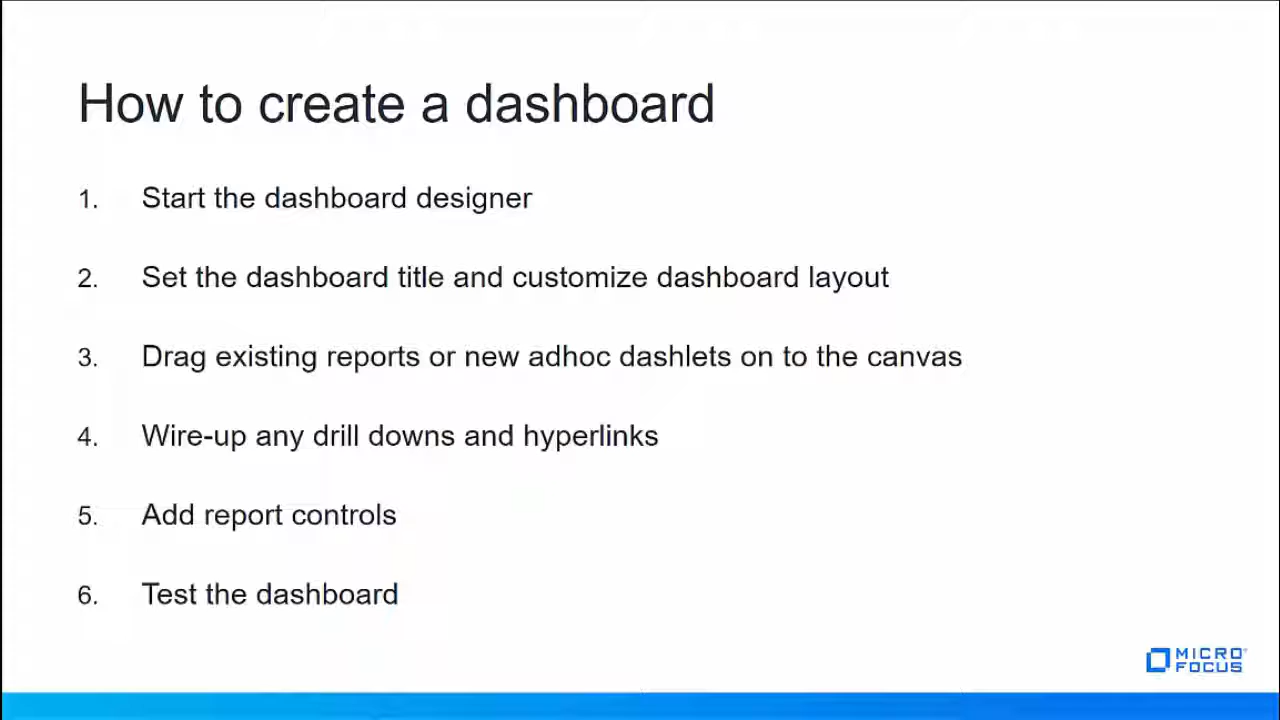 How to create a dashboard
1. Start the dashboard designer
2. Set the dashboard title and customize dashboard layout
3. Drag existing reports or new adhoc dashlets on to the canvas
4. Wire-up any drill downs and hyperlinks
5. Add report controls
6. Test the dashboard
MICRO
FOCUS